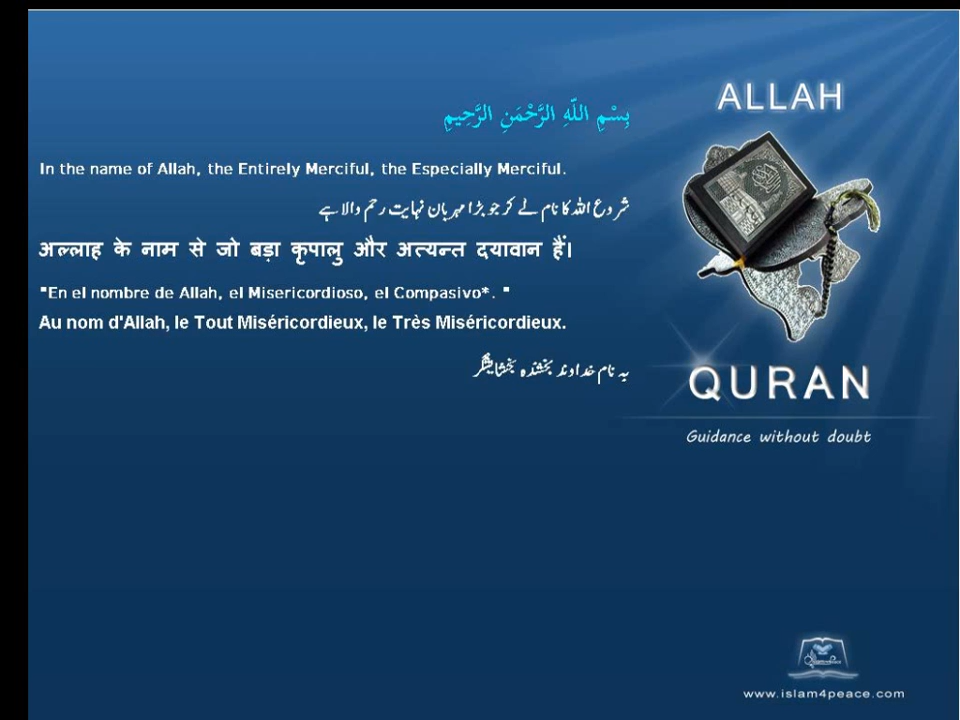 بِسْمِ اللَّهِ الرَّحْمَنِ الرَّحِيمِ
In the name of Allah, the Entirely Merciful, the Especially Merciful.
شروع اللہ کا نام لے کر جو بڑا مہربان نہایت رحم والا ہے
अल्लाह के नाम से जो बड़ा कृपालु और अत्यन्त दयावान हैं।
"En el nombre de Allah, el Misericordioso, el Compasivo*. "
Au nom d'Allah, le Tout Miséricordieux, le Très Miséricordieux.
به نام خداوند بخشنده بخشایشگر
ALLAH
QURAN
Guidance without doubt
www.islam4peace.com